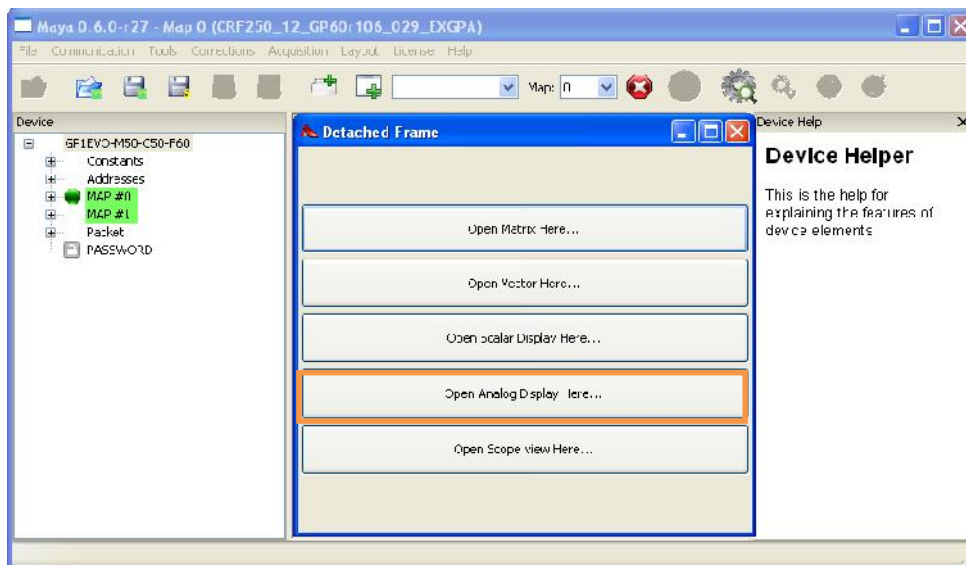 Maya 0.6.0-r27 - Map 0 (CRF250_12_GP60r106_029_EXGPA)
File Communication Tools Corrections Acquisition Layout License Help
Map: 0
Device
GF1EVO-M50-C50-F60
Constants
Addresses
MAP #0
MAP #1
Packet
PASSWORD
Detached Frame
Open Matrix Here...
Open Vector Here...
Open Scalar Display Here...
Open Analog Display Here...
Open Scope view Here...
Device Help
Device Helper
This is the help for
explaining the features of
device elements